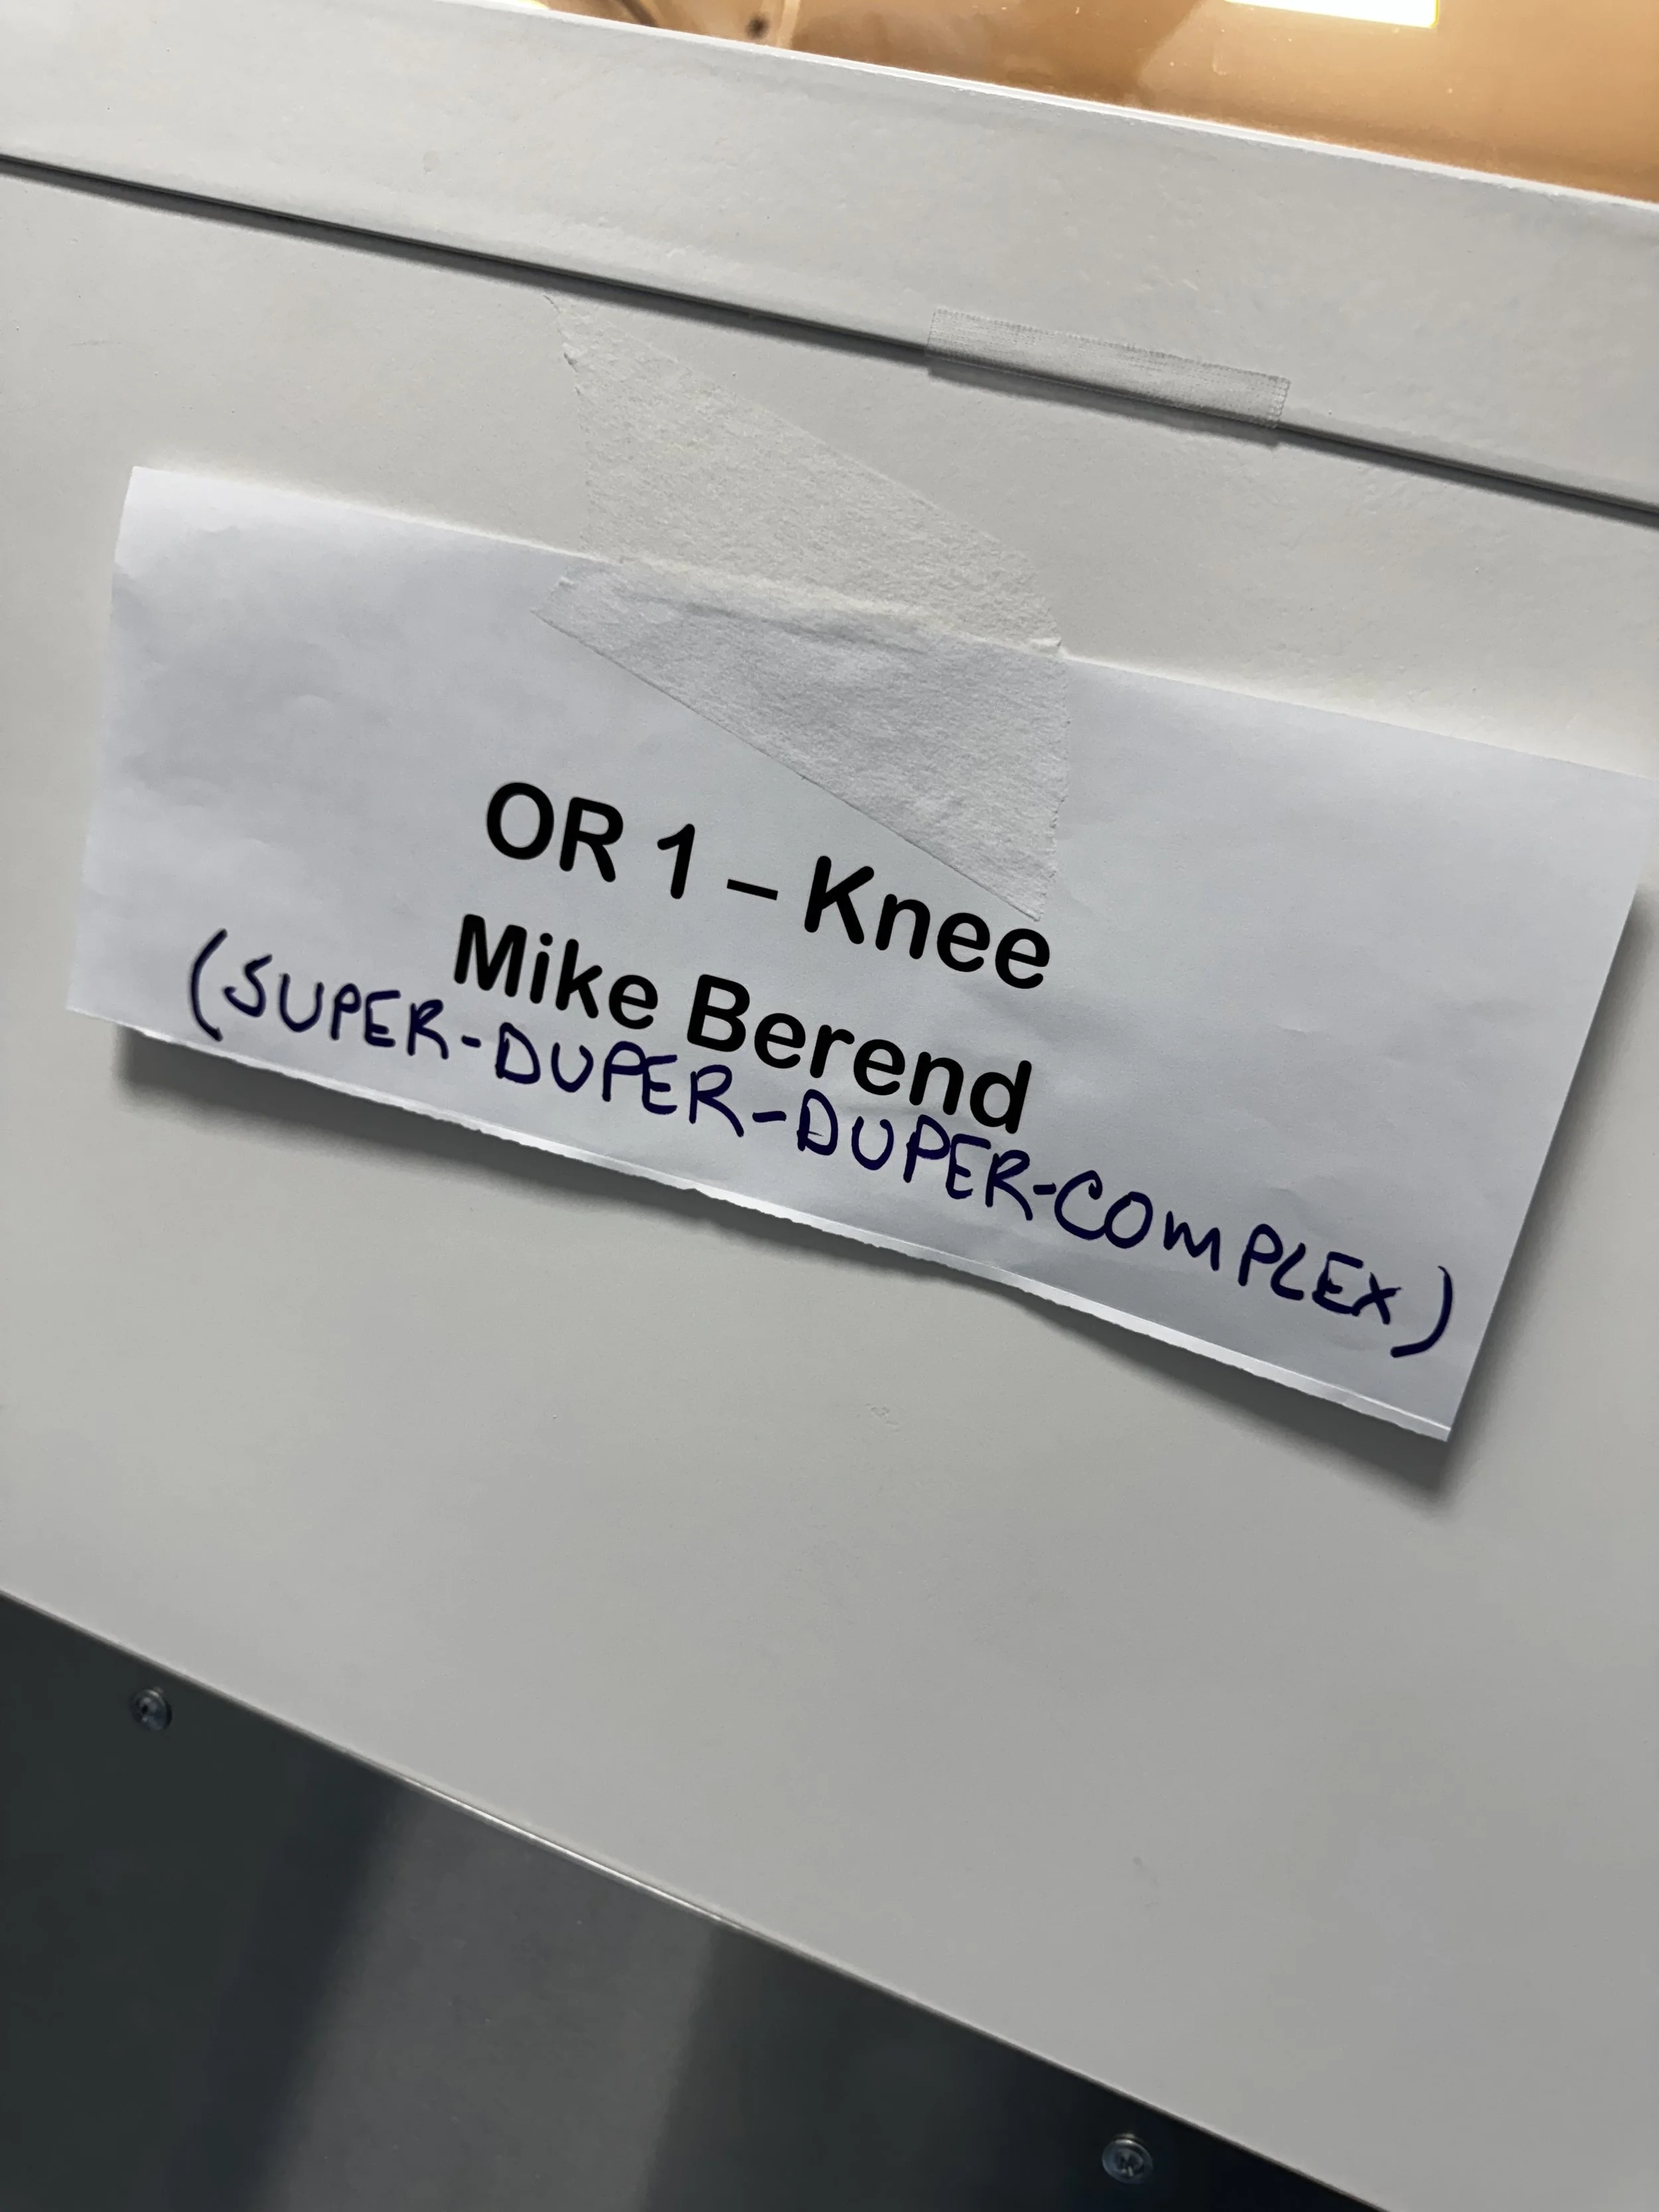 OR 1 – Knee
Mike Berend
(SUPER-DUPER-DUPER-COMPLEX)